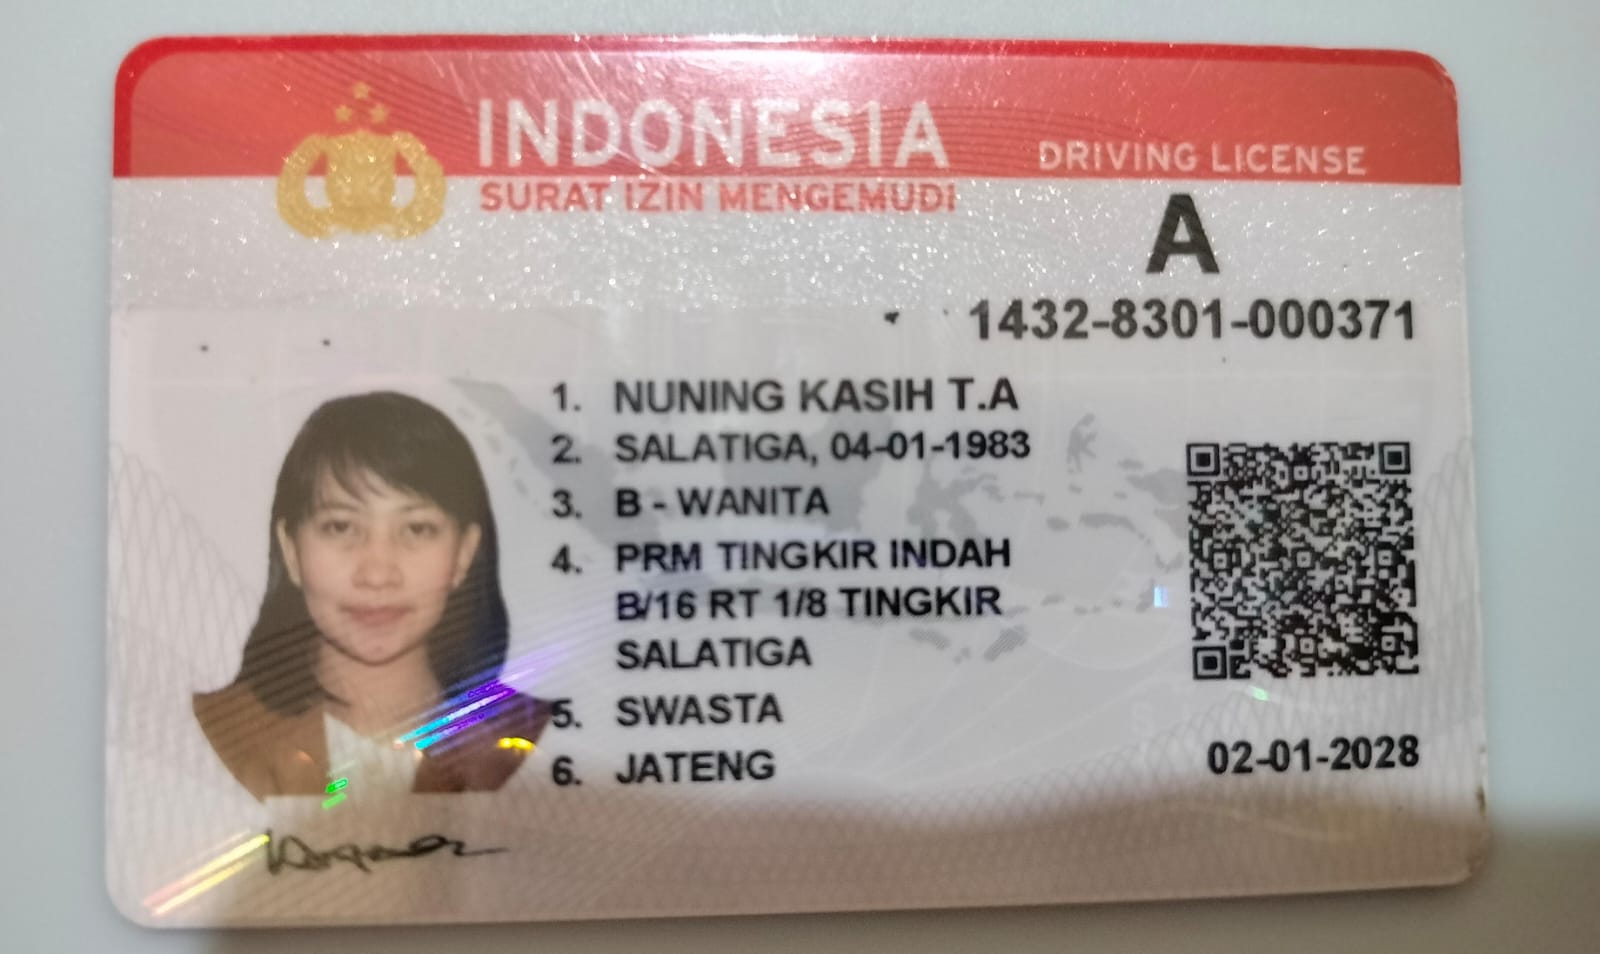 INDONESIA
SURAT IZIN MENGEMUDI
DRIVING LICENSE
A
1432-8301-000371
1. NUNING KASIH T.A
2. SALATIGA, 04-01-1983
3. B - WANITA
4. PRM TINGKIR INDAH
B/16 RT 1/8 TINGKIR
SALATIGA
5. SWASTA
6. JATENG
02-01-2028